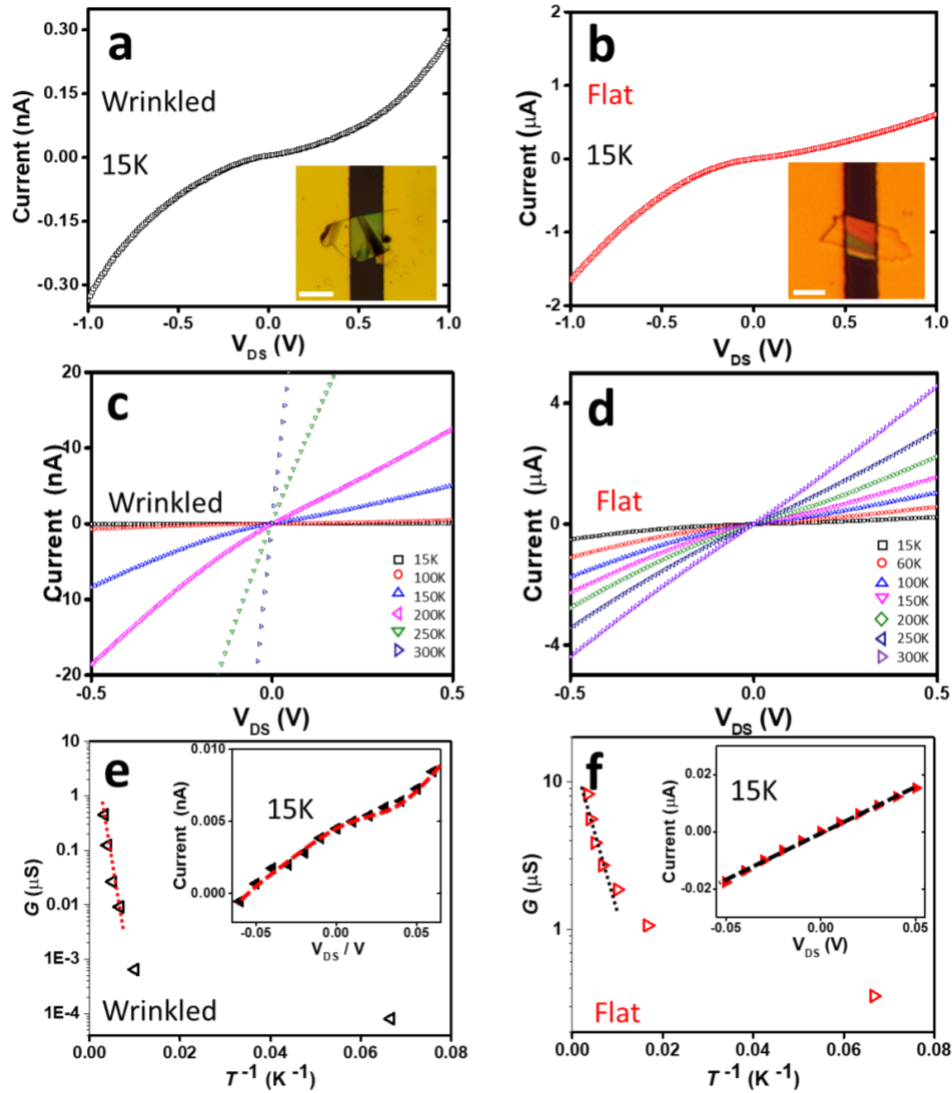 a
Wrinkled
15K
Current (nA)
0.30
0.15
0.00
-0.15
-0.30
-1.0 -0.5 0.0 0.5 1.0
V_DS (V)
b
Flat
15K
Current (μA)
2
1
0
-1
-2
-1.0 -0.5 0.0 0.5 1.0
V_DS (V)
c
Wrinkled
Current (nA)
20
10
0
-10
-20
15K
100K
150K
200K
250K
300K
-0.5 0.0 0.5
V_DS (V)
d
Flat
Current (μA)
4
0
-4
15K
60K
100K
150K
200K
250K
300K
-0.5 0.0 0.5
V_DS (V)
e
Wrinkled
G (μS)
10
1
0.1
0.01
1E-3
1E-4
0.00 0.02 0.04 0.06 0.08
T⁻¹ (K⁻¹)
15K
Current (nA)
0.010
0.005
0.000
-0.05 0.00 0.05
V_DS / V
f
Flat
G (μS)
10
1
0.00 0.02 0.04 0.06 0.08
T⁻¹ (K⁻¹)
15K
Current (μA)
0.02
0.00
-0.02
-0.05 0.00 0.05
V_DS (V)